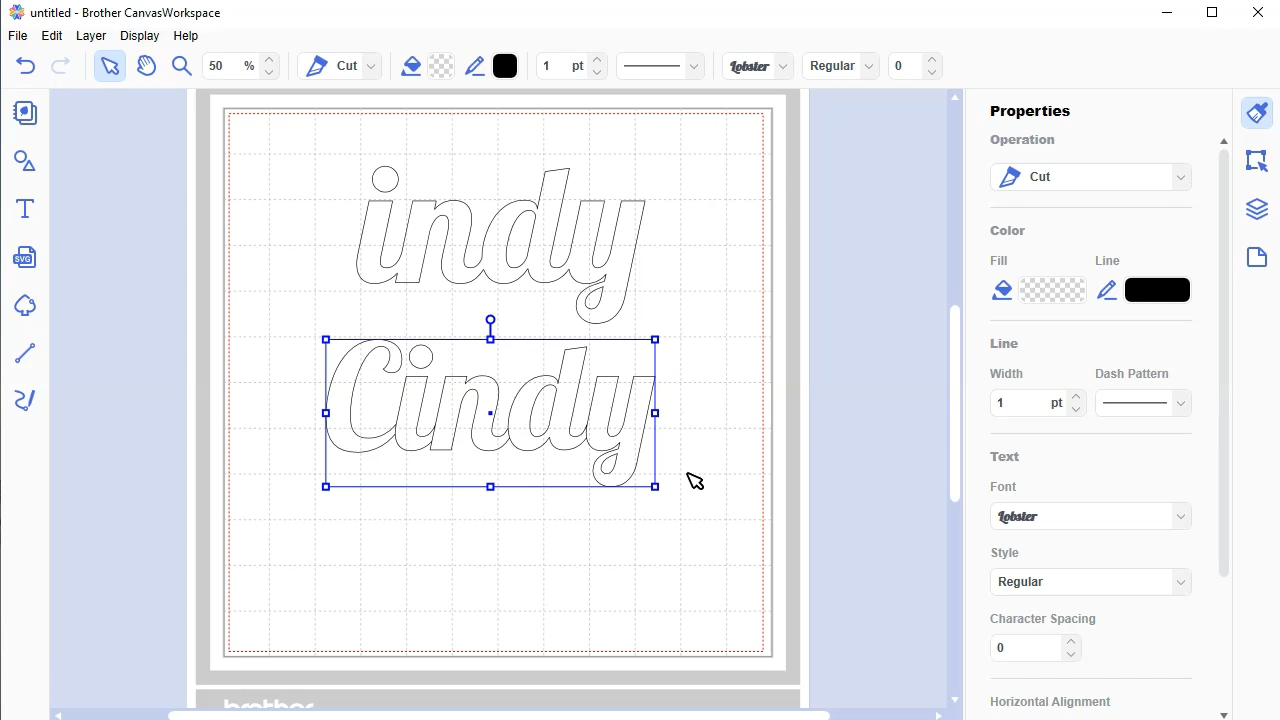 untitled - Brother CanvasWorkspace
File Edit Layer Display Help
50 % Cut 1 pt Lobster Regular 0
Properties
Operation
Cut
Color
Fill Line
Line
Width Dash Pattern
1 pt
Text
Font
Lobster
Style
Regular
Character Spacing
0
Horizontal Alignment
SVG
indy
Cindy
brother